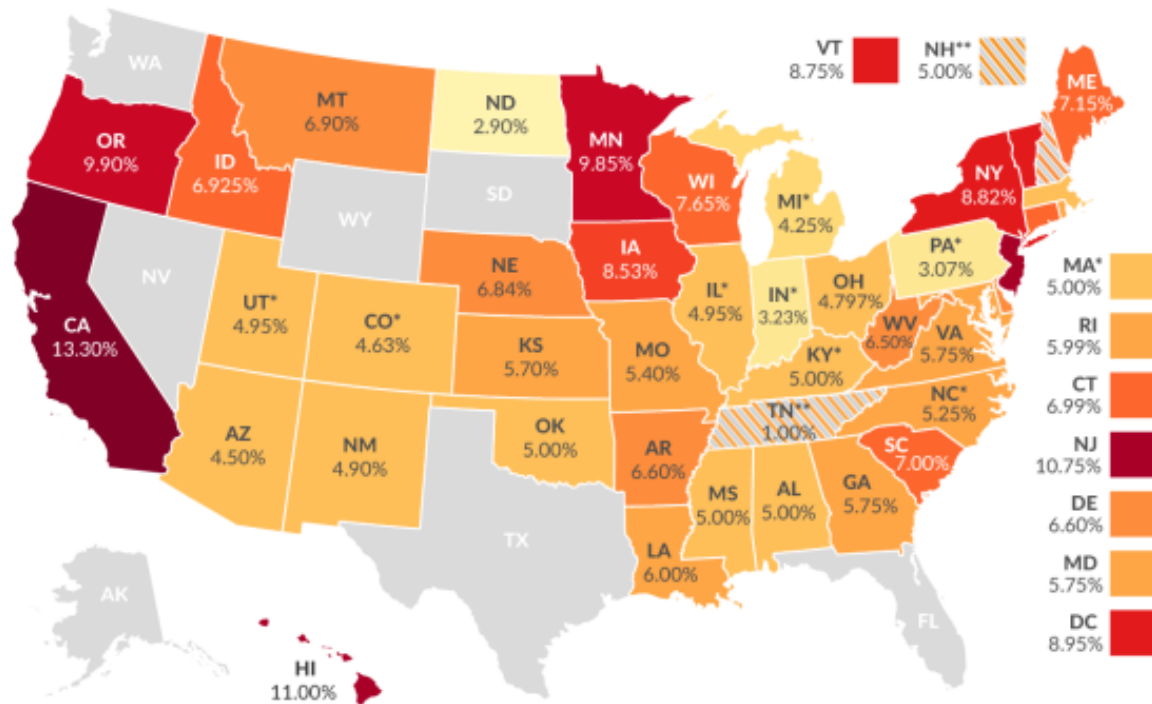 WA
VT
8.75%
NH**
5.00%
ME
7.15%
MT
6.90%
ND
2.90%
MN
9.85%
OR
9.90%
ID
6.925%
WI
7.65%
NY
8.82%
SD
WY
MI*
4.25%
IA
8.53%
PA*
3.07%
NV
NE
6.84%
IL*
4.95%
IN*
3.23%
OH
4.797%
MA*
5.00%
UT*
4.95%
CO*
4.63%
CA
13.30%
WV
6.50%
VA
5.75%
RI
5.99%
KS
5.70%
MO
5.40%
KY*
5.00%
CT
6.99%
NC*
5.25%
TN**
1.00%
AZ
4.50%
NM
4.90%
OK
5.00%
AR
6.60%
SC
7.00%
NJ
10.75%
MS
5.00%
AL
5.00%
GA
5.75%
DE
6.60%
TX
LA
6.00%
MD
5.75%
AK
FL
DC
8.95%
HI
11.00%